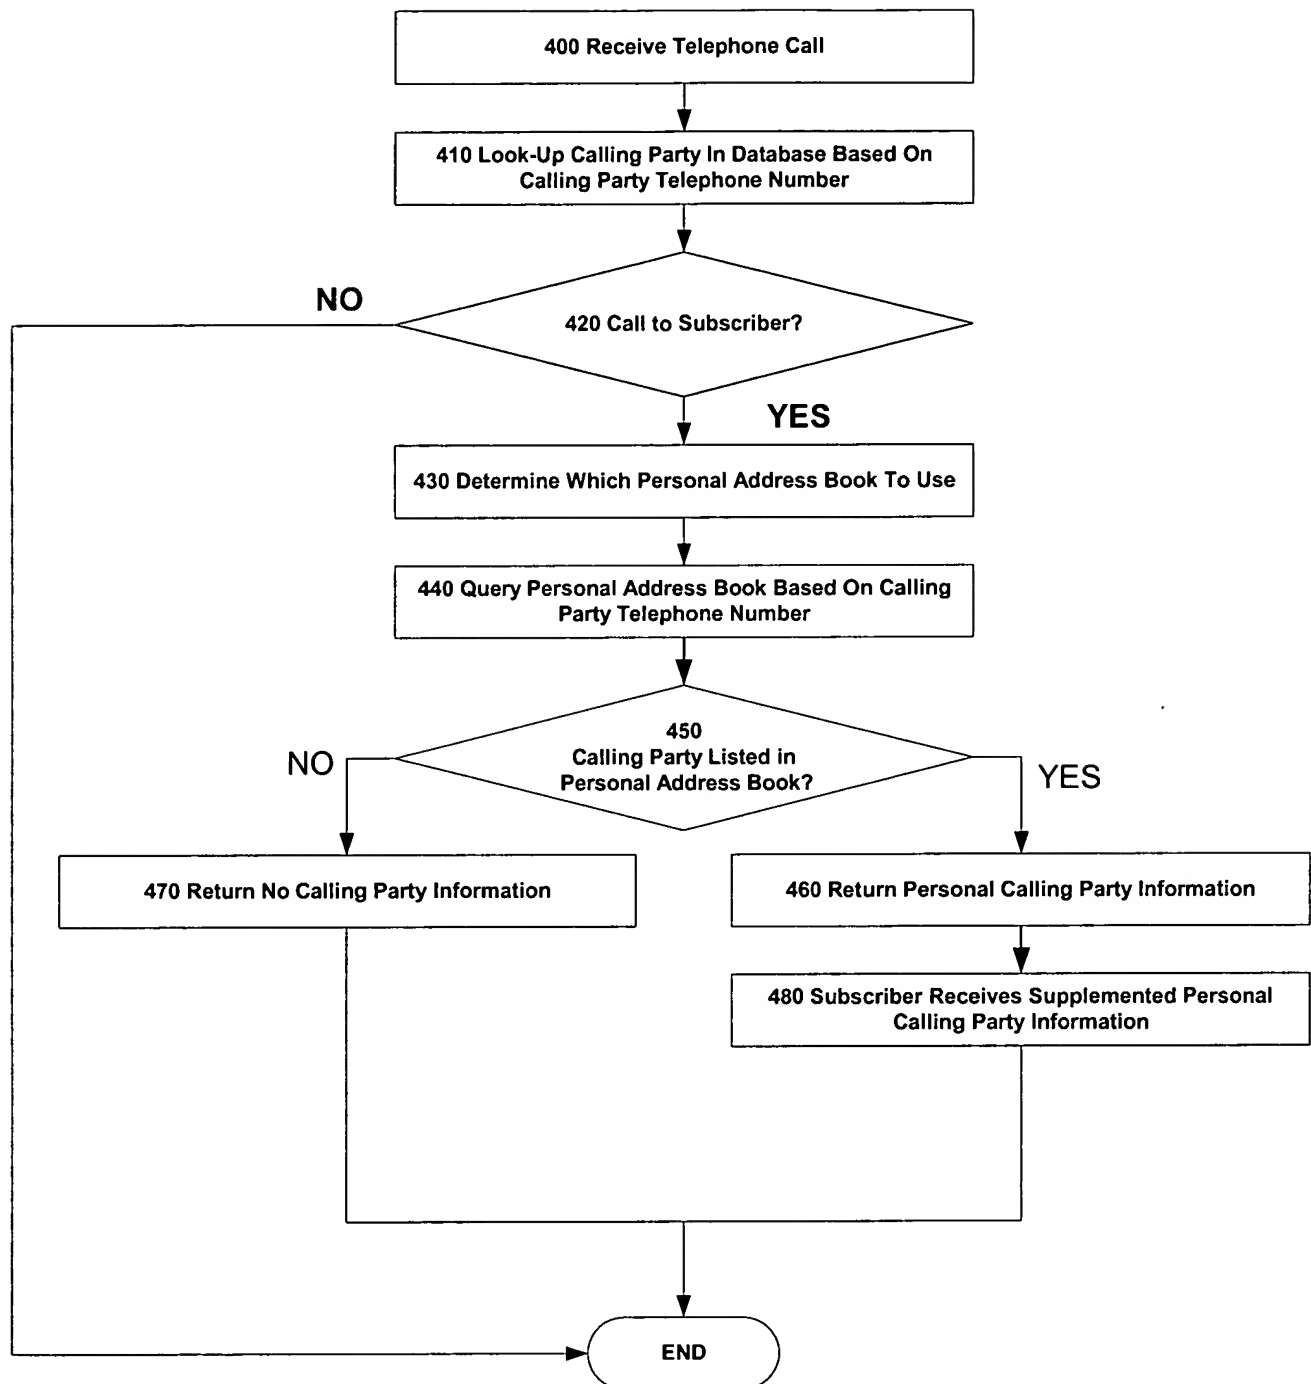 400 Receive Telephone Call
410 Look-Up Calling Party In Database Based On
Calling Party Telephone Number
NO
420 Call to Subscriber?
YES
430 Determine Which Personal Address Book To Use
440 Query Personal Address Book Based On Calling
Party Telephone Number
450
Calling Party Listed in
Personal Address Book?
NO
YES
470 Return No Calling Party Information
460 Return Personal Calling Party Information
480 Subscriber Receives Supplemented Personal
Calling Party Information
END